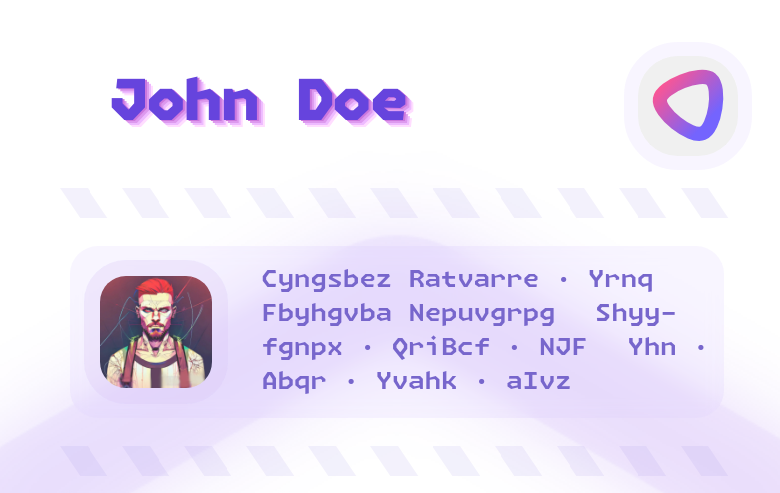 John Doe
Cyngsbez Ratvarre · Yrnq
Fbyhgvba Nepuvgrpg Shyy-
fgnpx · QriBcf · NJF Yhn ·
Abqr · Yvahk · aIvz